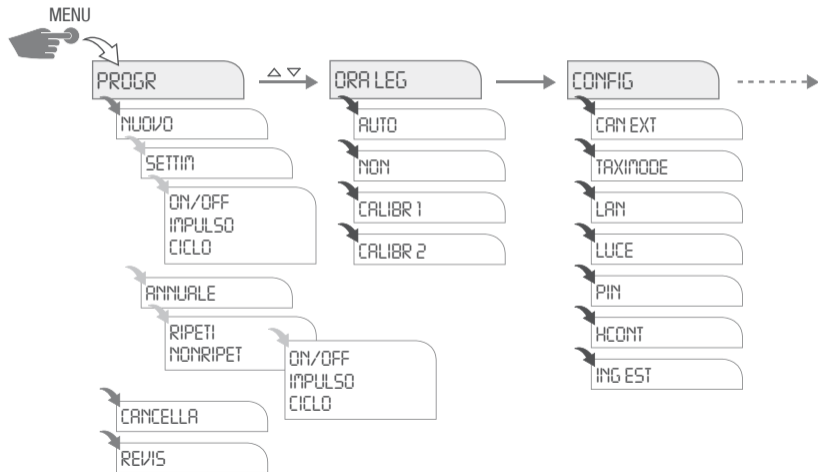 MENU
PROGR
NUOVO
SETTIM
ON/OFF
IMPULSO
CICLO
ANNUALE
RIPETI
NONRIPET
ON/OFF
IMPULSO
CICLO
CANCELLA
REVIS
ORA LEG
AUTO
NON
CALIBR 1
CALIBR 2
CONFIG
CAN EXT
TAXIMODE
LAN
LUCE
PIN
HCONT
ING EST